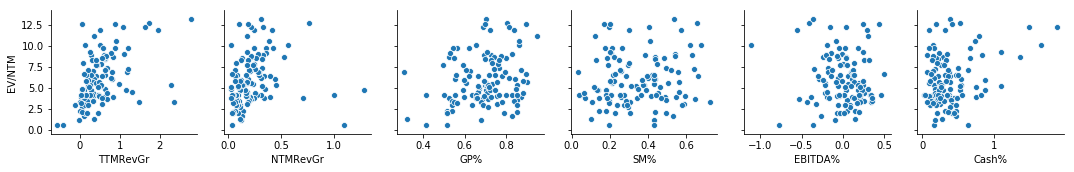 EV/NTM
12.5
10.0
7.5
5.0
2.5
0.0
0 1 2
TTMRevGr
0.0 0.5 1.0
NTMRevGr
0.4 0.6 0.8
GP%
0.0 0.2 0.4 0.6
SM%
−1.0 −0.5 0.0 0.5
EBITDA%
0 1
Cash%